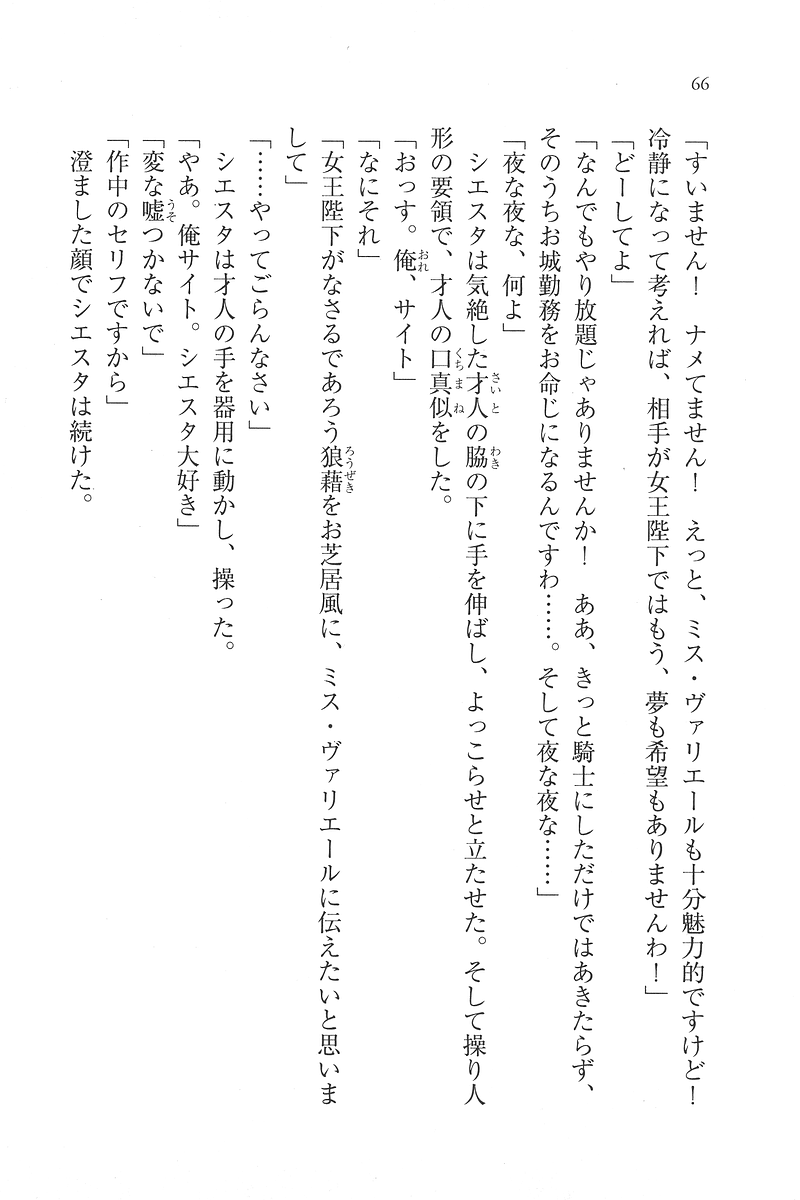 66
「すいません！　ナメてません！　えっと、ミス・ヴァリエールも十分魅力的ですけど！
冷静になって考えれば、相手が女王陛下ではもう、夢も希望もありませんわ！」
「どーしてよ」
「なんでもやり放題じゃありませんか！　ああ、きっと騎士にしただけではあきたらず、
そのうちお城勤務をお命じになるんですわ……。そして夜な夜な……」
「夜な夜な、何よ」
　シエスタは気絶した才人の脇の下に手を伸ばし、よっこらせと立たせた。そして操り人
形の要領で、才人の口真似をした。
「おっす。俺、サイト」
「なにそれ」
「女王陛下がなさるであろう狼藉をお芝居風に、ミス・ヴァリエールに伝えたいと思いま
して」
「……やってごらんなさい」
　シエスタは才人の手を器用に動かし、操った。
「やあ。俺サイト。シエスタ大好き」
「変な嘘つかないで」
「作中のセリフですから」
　澄ました顔でシエスタは続けた。